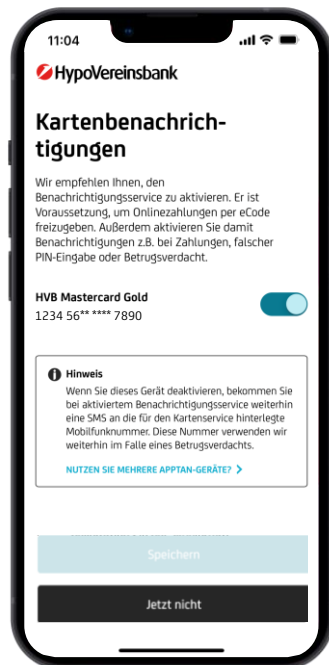 11:04
HypoVereinsbank
Kartenbenachrich-
tigungen
Wir empfehlen Ihnen, den
Benachrichtigungsservice zu aktivieren. Er ist
Voraussetzung, um Onlinezahlungen per eCode
freizugeben. Außerdem aktivieren Sie damit
Benachrichtigungen z.B. bei Zahlungen, falscher
PIN-Eingabe oder Betrugsverdacht.
HVB Mastercard Gold
1234 56** **** 7890
Hinweis
Wenn Sie dieses Gerät deaktivieren, bekommen Sie
bei aktiviertem Benachrichtigungsservice weiterhin
eine SMS an die für den Kartenservice hinterlegte
Mobilfunknummer. Diese Nummer verwenden wir
weiterhin im Falle eines Betrugsverdachts.
NUTZEN SIE MEHRERE APPTAN-GERÄTE?
Speichern
Jetzt nicht